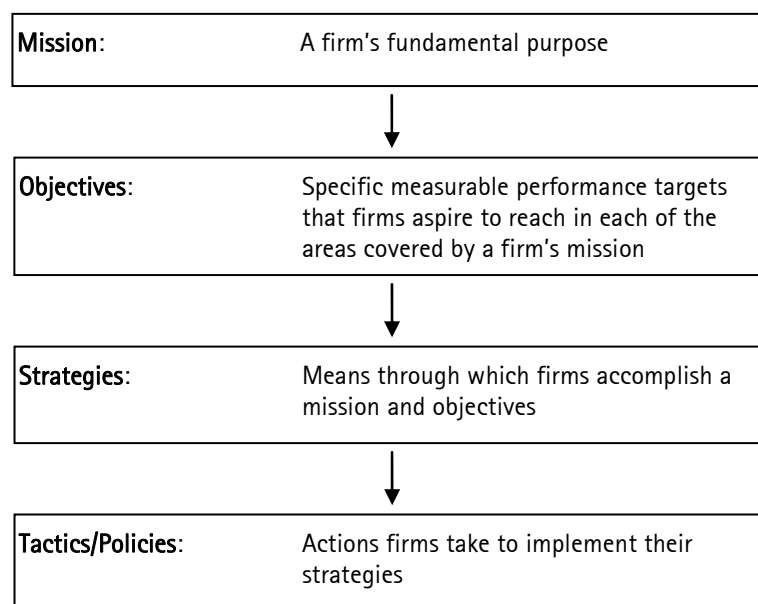 Mission: A firm's fundamental purpose
Objectives: Specific measurable performance targets
that firms aspire to reach in each of the
areas covered by a firm's mission
Strategies: Means through which firms accomplish a
mission and objectives
Tactics/Policies: Actions firms take to implement their
strategies